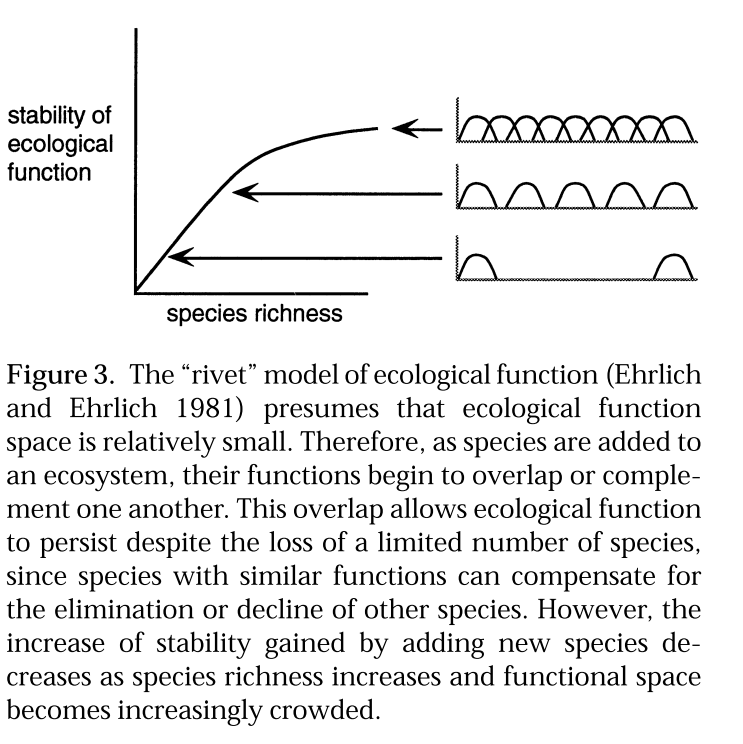 stability of
ecological
function
species richness
Figure 3. The “rivet” model of ecological function (Ehrlich
and Ehrlich 1981) presumes that ecological function
space is relatively small. Therefore, as species are added to
an ecosystem, their functions begin to overlap or comple-
ment one another. This overlap allows ecological function
to persist despite the loss of a limited number of species,
since species with similar functions can compensate for
the elimination or decline of other species. However, the
increase of stability gained by adding new species de-
creases as species richness increases and functional space
becomes increasingly crowded.